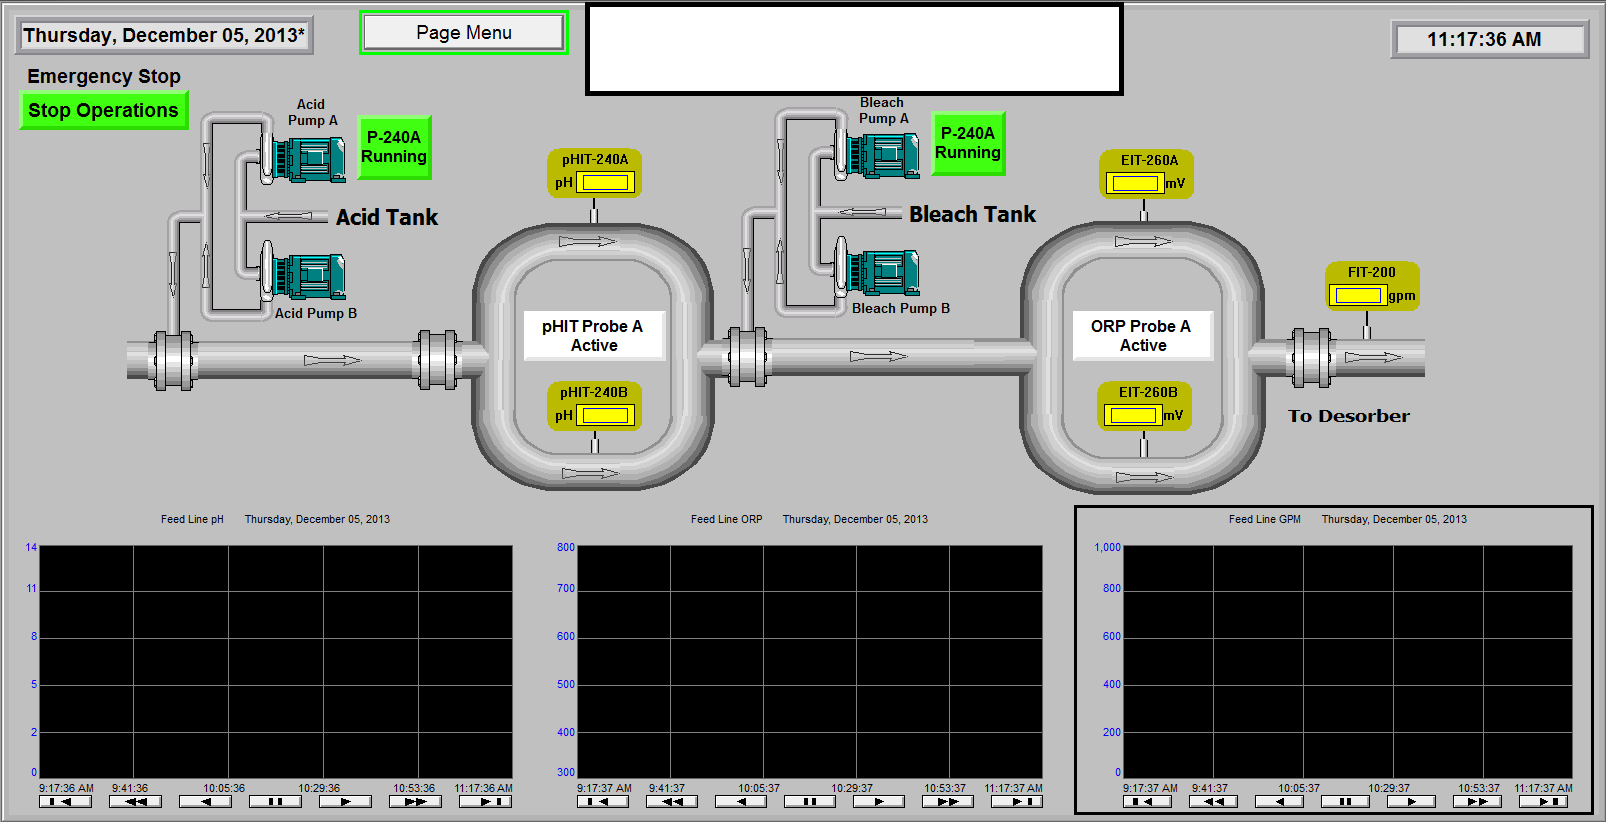 Thursday, December 05, 2013*
Page Menu
11:17:36 AM
Emergency Stop
Stop Operations
Acid
Pump A
P-240A
Running
Acid Tank
Acid Pump B
pHIT-240A
pH
pHIT Probe A
Active
pHIT-240B
pH
Bleach
Pump A
P-240A
Running
Bleach Tank
Bleach Pump B
EIT-260A
mV
ORP Probe A
Active
EIT-260B
mV
FIT-200
gpm
To Desorber
Feed Line pH Thursday, December 05, 2013
14
11
8
5
2
0
9:17:36 AM 9:41:36 10:05:36 10:29:36 10:53:36 11:17:36 AM
Feed Line ORP Thursday, December 05, 2013
800
700
600
500
400
300
9:17:37 AM 9:41:37 10:05:37 10:29:37 10:53:37 11:17:37 AM
Feed Line GPM Thursday, December 05, 2013
1,000
800
600
400
200
0
9:17:37 AM 9:41:37 10:05:37 10:29:37 10:53:37 11:17:37 AM